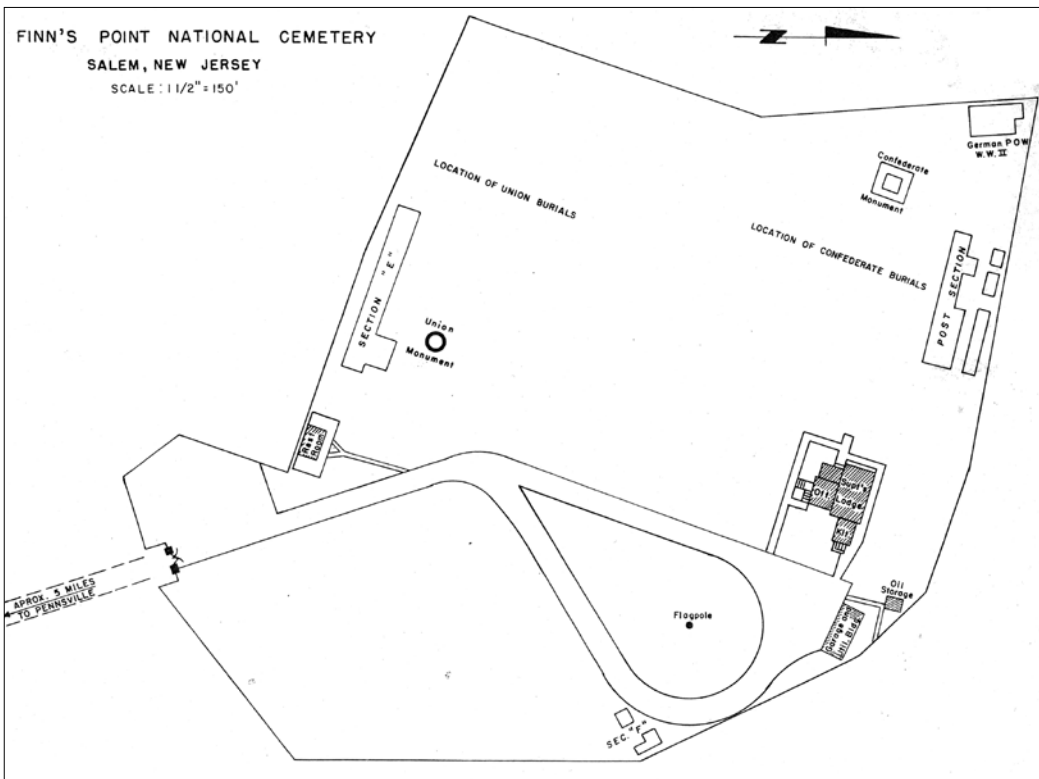 FINN'S POINT NATIONAL CEMETERY
SALEM, NEW JERSEY
SCALE: 1 1/2" = 150'
N
German POW
W.W. II
Confederate
Monument
LOCATION OF UNION BURIALS
LOCATION OF CONFEDERATE BURIALS
SECTION "E"
POST SECTION
Union
Monument
Rest
Room
Off.
Supt's
Lodge
Kit.
APROX. 5 MILES
TO PENNSVILLE
Oil
Storage
Flagpole
Garage and
Util. Bldg.
SEC. "F"